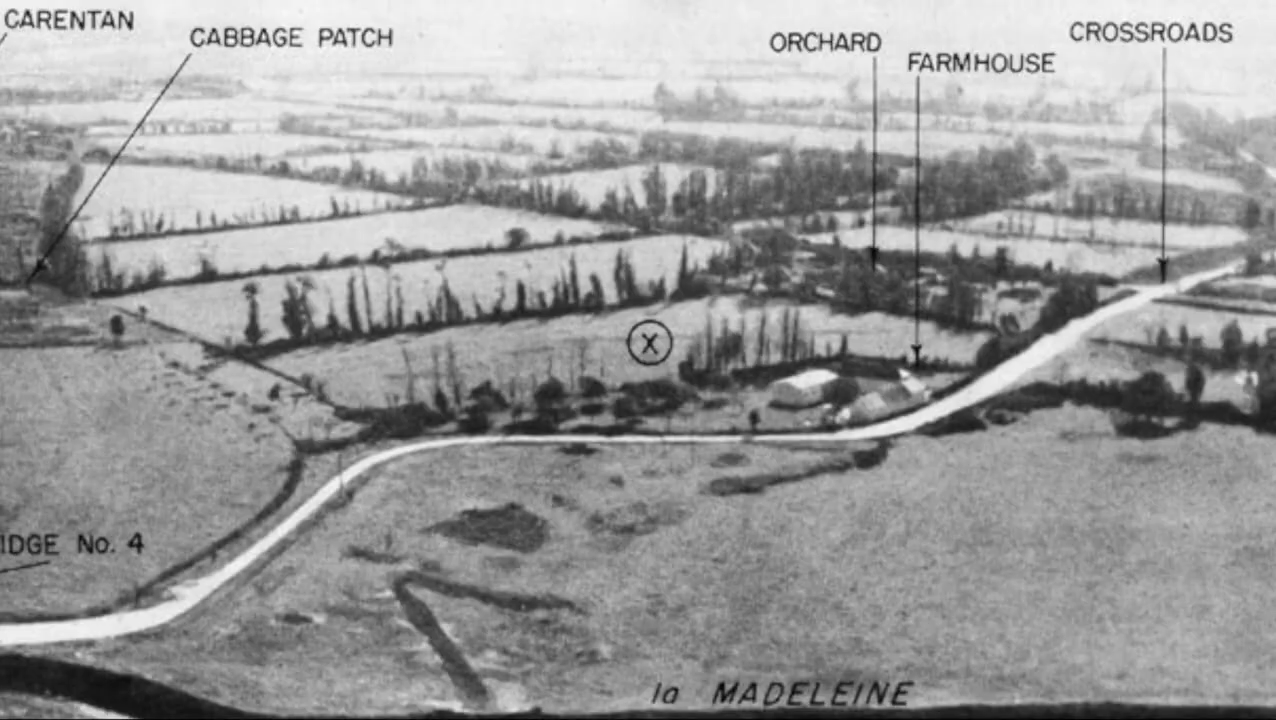 CARENTAN
CABBAGE PATCH
ORCHARD
FARMHOUSE
CROSSROADS
X
IDGE No. 4
la MADELEINE